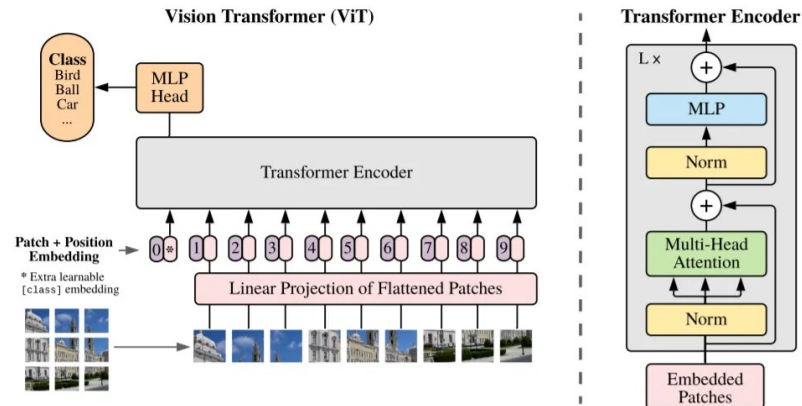 Vision Transformer (ViT)
Class
Bird
Ball
Car
...
MLP
Head
Transformer Encoder
Patch + Position
Embedding
* Extra learnable
[class] embedding
0 * 1 2 3 4 5 6 7 8 9
Linear Projection of Flattened Patches
Transformer Encoder
L ×
+
MLP
Norm
+
Multi-Head
Attention
Norm
Embedded
Patches